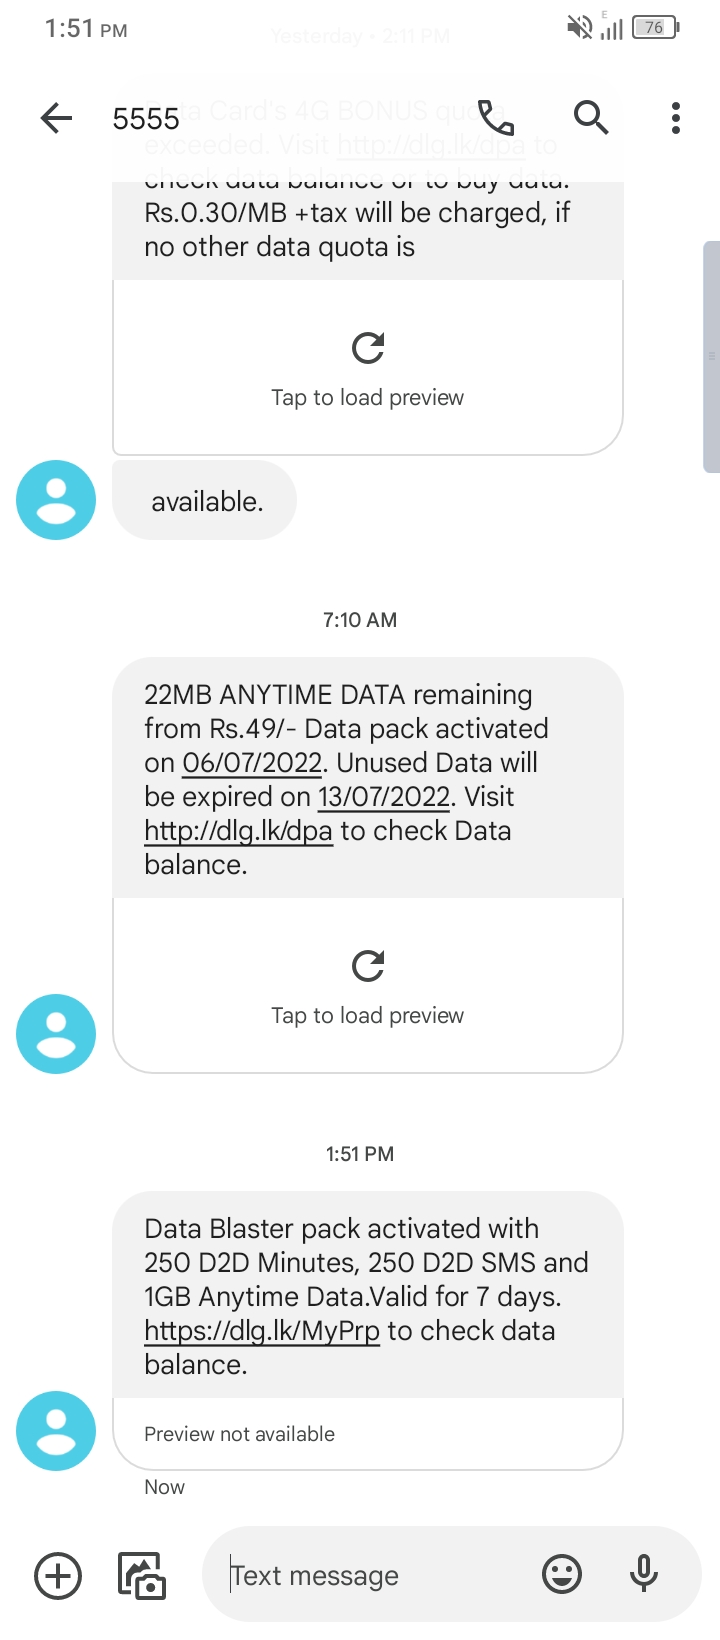 1:51 PM
Yesterday • 2:11 PM
E
76
5555
Card's 4G BONUS
exceeded. Visit http://dlg.lk/dpa to
check data balance or to buy data.
Rs.0.30/MB +tax will be charged, if
no other data quota is
Tap to load preview
available.
7:10 AM
22MB ANYTIME DATA remaining
from Rs.49/- Data pack activated
on 06/07/2022. Unused Data will
be expired on 13/07/2022. Visit
http://dlg.lk/dpa to check Data
balance.
Tap to load preview
1:51 PM
Data Blaster pack activated with
250 D2D Minutes, 250 D2D SMS and
1GB Anytime Data.Valid for 7 days.
https://dlg.lk/MyPrp to check data
balance.
Preview not available
Now
Text message